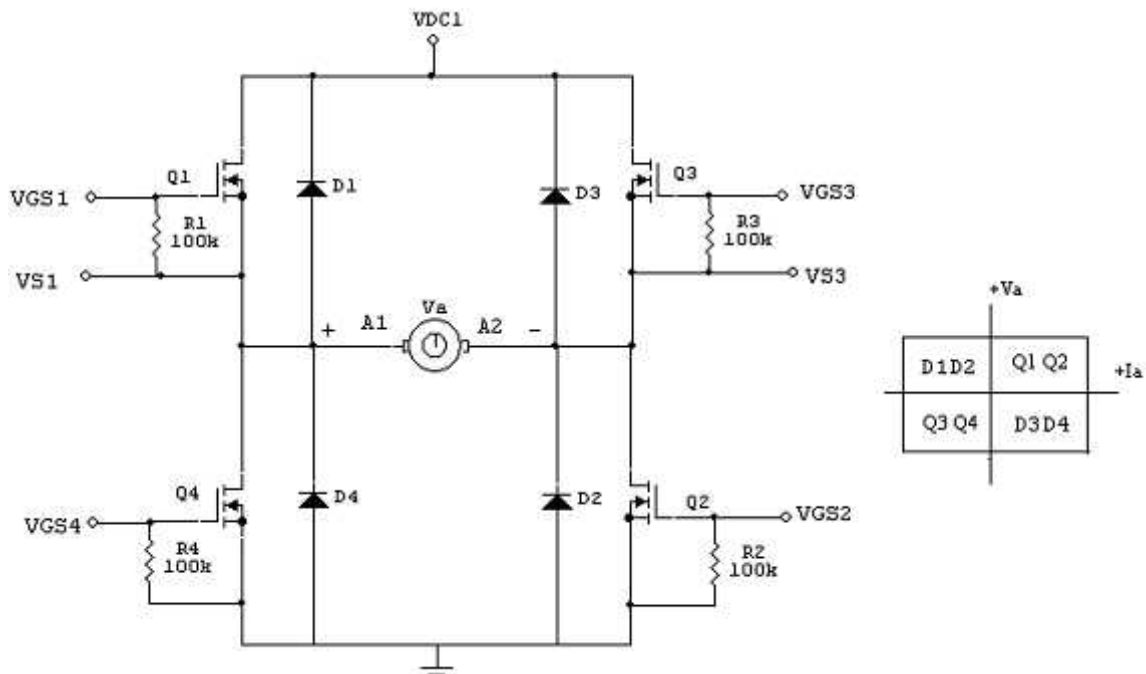 VDC1
Q1
D1
D3
Q3
VGS1
VGS3
R1
100k
R3
100k
VS1
VS3
Va
+ A1
A2 -
+Va
D1D2
Q1 Q2
+Ia
Q3 Q4
D3D4
Q4
D4
D2
Q2
VGS4
VGS2
R4
100k
R2
100k